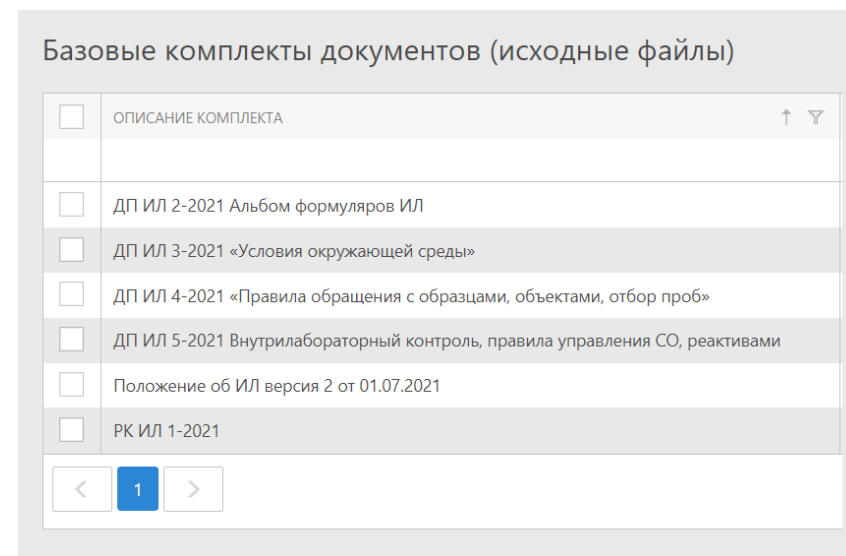 Базовые комплекты документов (исходные файлы)
ОПИСАНИЕ КОМПЛЕКТА
ДП ИЛ 2-2021 Альбом формуляров ИЛ
ДП ИЛ 3-2021 «Условия окружающей среды»
ДП ИЛ 4-2021 «Правила обращения с образцами, объектами, отбор проб»
ДП ИЛ 5-2021 Внутрилабораторный контроль, правила управления СО, реактивами
Положение об ИЛ версия 2 от 01.07.2021
РК ИЛ 1-2021
1